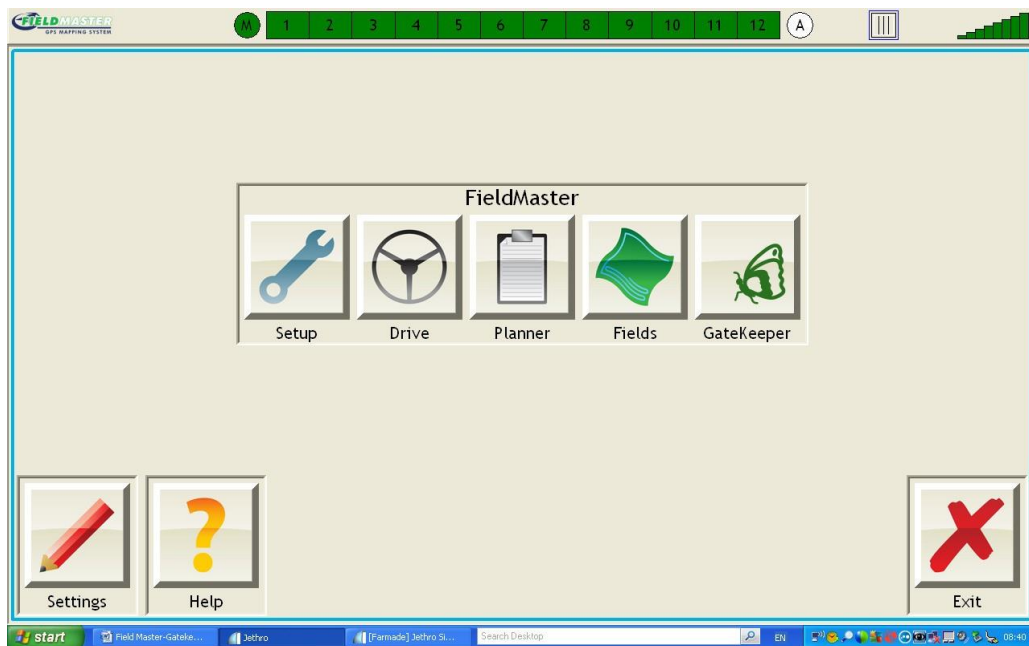 FIELDMASTER
GPS MAPPING SYSTEM
M 1 2 3 4 5 6 7 8 9 10 11 12 A
FieldMaster
Setup Drive Planner Fields GateKeeper
Settings Help Exit
start Field Master-Gateke... Jethro [Farmade] Jethro Si... Search Desktop EN 08:40